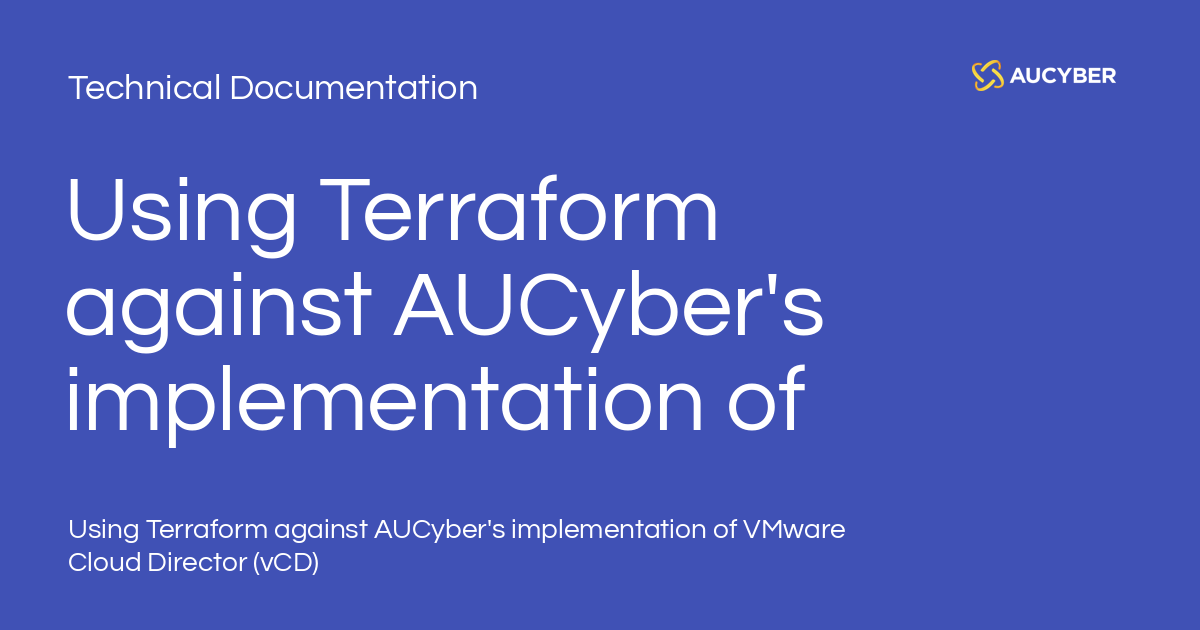 Technical Documentation
AUCYBER
Using Terraform
against AUCyber's
implementation of
Using Terraform against AUCyber's implementation of VMware
Cloud Director (vCD)